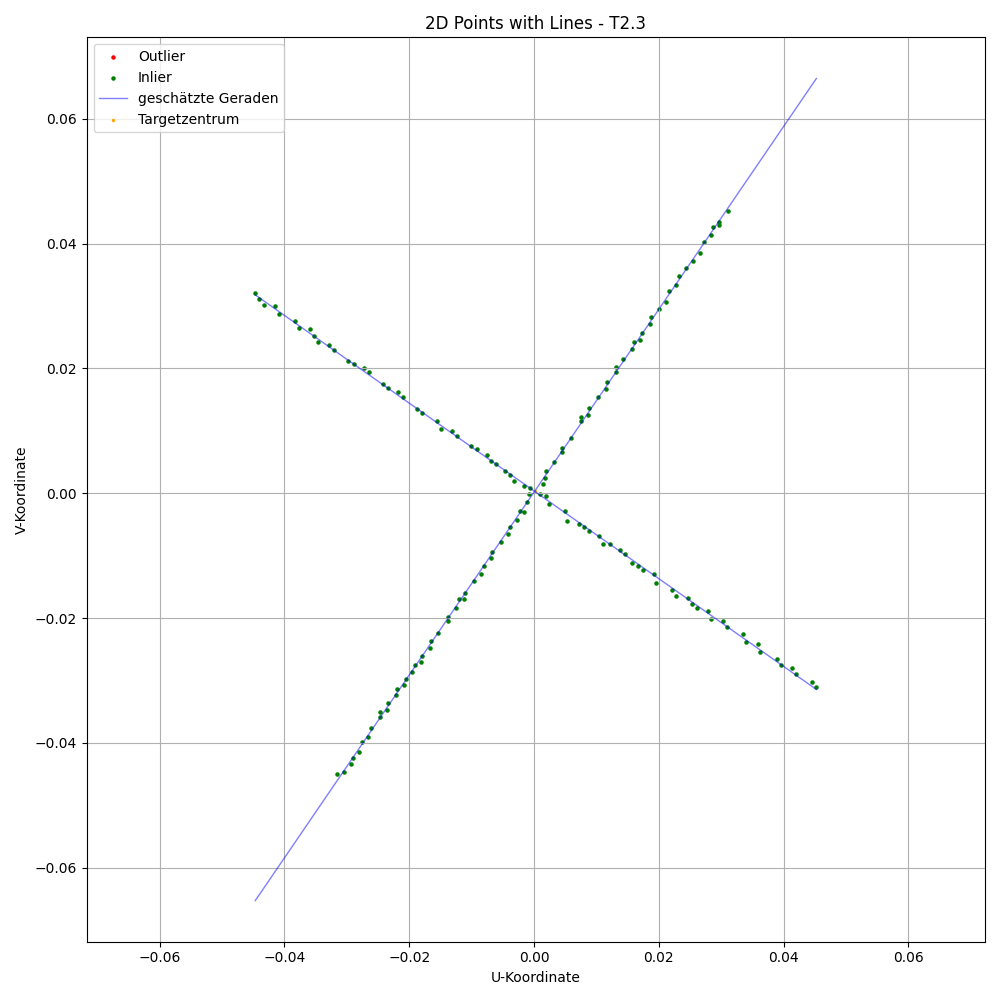 2D Points with Lines - T2.3
Outlier
Inlier
geschätzte Geraden
Targetzentrum
0.06
0.04
0.02
0.00
−0.02
−0.04
−0.06
V-Koordinate
−0.06 −0.04 −0.02 0.00 0.02 0.04 0.06
U-Koordinate